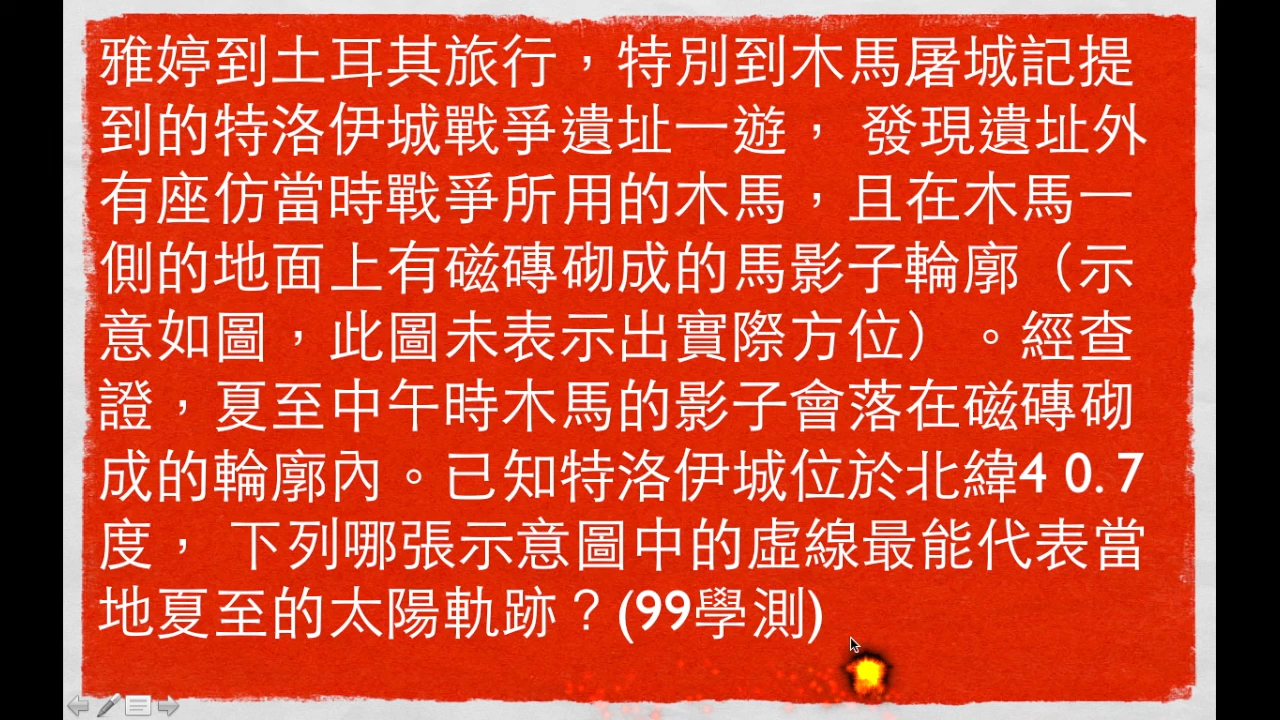 雅婷到土耳其旅行，特別到木馬屠城記提
到的特洛伊城戰爭遺址一遊， 發現遺址外
有座仿當時戰爭所用的木馬，且在木馬一
側的地面上有磁磚砌成的馬影子輪廓（示
意如圖，此圖未表示出實際方位）。經查
證，夏至中午時木馬的影子會落在磁磚砌
成的輪廓內。已知特洛伊城位於北緯4 0. 7
度， 下列哪張示意圖中的虛線最能代表當
地夏至的太陽軌跡？(99學測)